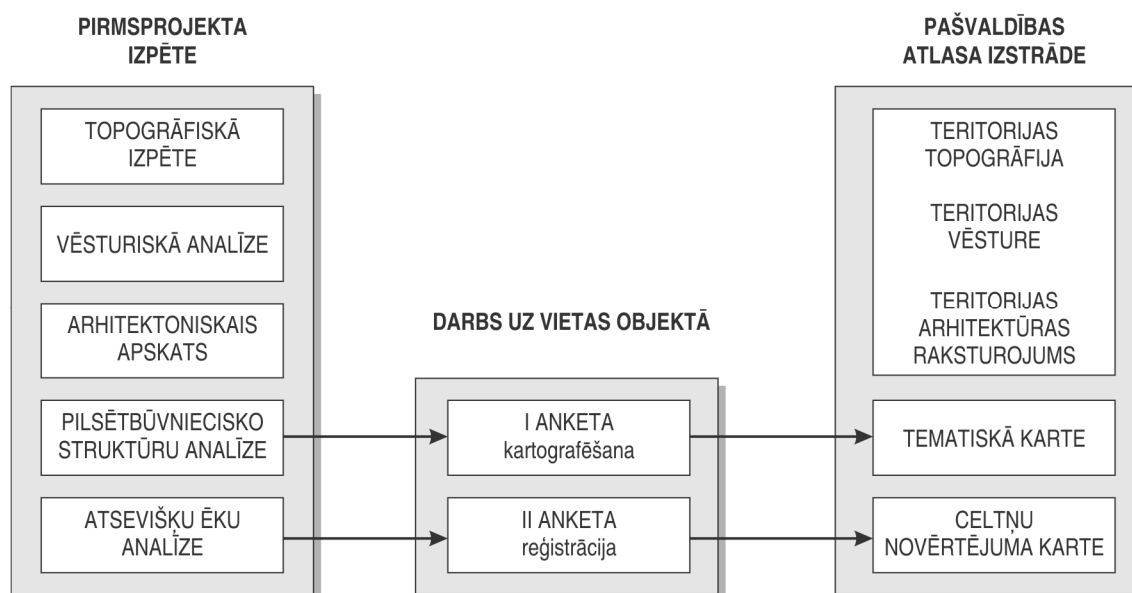 PIRMSPROJEKTA
IZPĒTE
TOPOGRĀFISKĀ
IZPĒTE
VĒSTURISKĀ ANALĪZE
ARHITEKTONISKAIS
APSKATS
PILSĒTBŪVNIECISKO
STRUKTŪRU ANALĪZE
ATSEVIŠĶU ĒKU
ANALĪZE
DARBS UZ VIETAS OBJEKTĀ
I ANKETA
kartografēšana
II ANKETA
reģistrācija
PAŠVALDĪBAS
ATLASA IZSTRĀDE
TERITORIJAS
TOPOGRĀFIJA
TERITORIJAS
VĒSTURE
TERITORIJAS
ARHITEKTŪRAS
RAKSTUROJUMS
TEMATISKĀ KARTE
CELTŅU
NOVĒRTĒJUMA KARTE